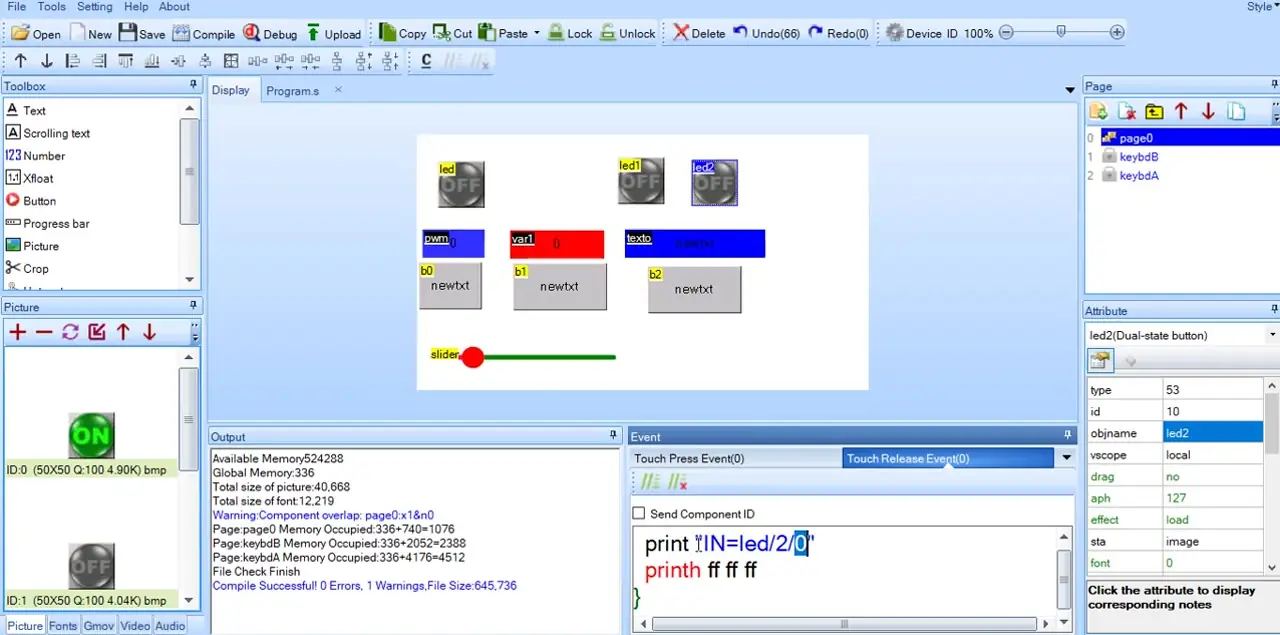 File Tools Setting Help About Style
Open New Save Compile Debug Upload Copy Cut Paste Lock Unlock Delete Undo(66) Redo(0) Device ID 100%
C
Toolbox
A Text
A Scrolling text
123 Number
1.1 Xfloat
Button
Progress bar
Picture
Crop
Picture
ON
ID:0 (50X50 Q:100 4.90K) bmp
OFF
ID:1 (50X50 Q:100 4.04K) bmp
Picture Fonts Gmov Video Audio
Display Program.s ×
led OFF
led1 OFF
led2 OFF
pwm 0
var1 0
texto newtxt
b0 newtxt
b1 newtxt
b2 newtxt
slider
Output
Available Memory524288
Global Memory:336
Total size of picture:40,668
Total size of font:12,219
Warning:Component overlap: page0:x1&n0
Page:page0 Memory Occupied:336+740=1076
Page:keybdB Memory Occupied:336+2052=2388
Page:keybdA Memory Occupied:336+4176=4512
File Check Finish
Compile Successful! 0 Errors, 1 Warnings,File Size:645,736
Event
Touch Press Event(0) Touch Release Event(0)
Send Component ID
print "IN=led/2/0"
printh ff ff ff
}
Page
0 page0
1 keybdB
2 keybdA
Attribute
led2(Dual-state button)
type 53
id 10
objname led2
vscope local
drag no
aph 127
effect load
sta image
font 0
Click the attribute to display
corresponding notes